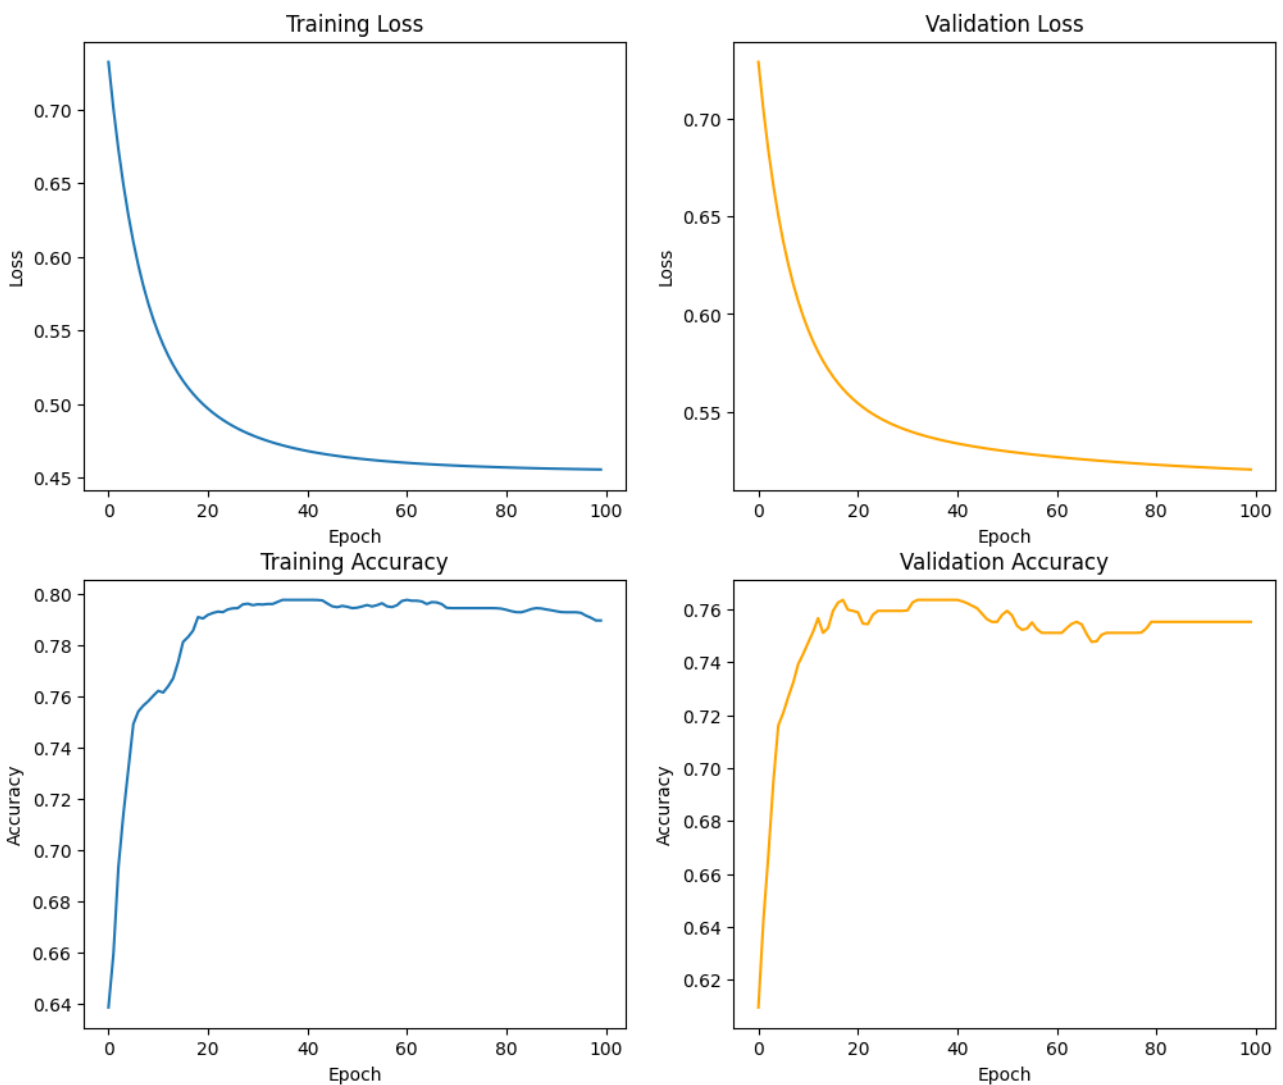 Training Loss
Validation Loss
Loss
0.70
0.65
0.60
0.55
0.50
0.45
0 20 40 60 80 100
Epoch
Loss
0.70
0.65
0.60
0.55
0 20 40 60 80 100
Epoch
Training Accuracy
Validation Accuracy
Accuracy
0.80
0.78
0.76
0.74
0.72
0.70
0.68
0.66
0.64
0 20 40 60 80 100
Epoch
Accuracy
0.76
0.74
0.72
0.70
0.68
0.66
0.64
0.62
0 20 40 60 80 100
Epoch